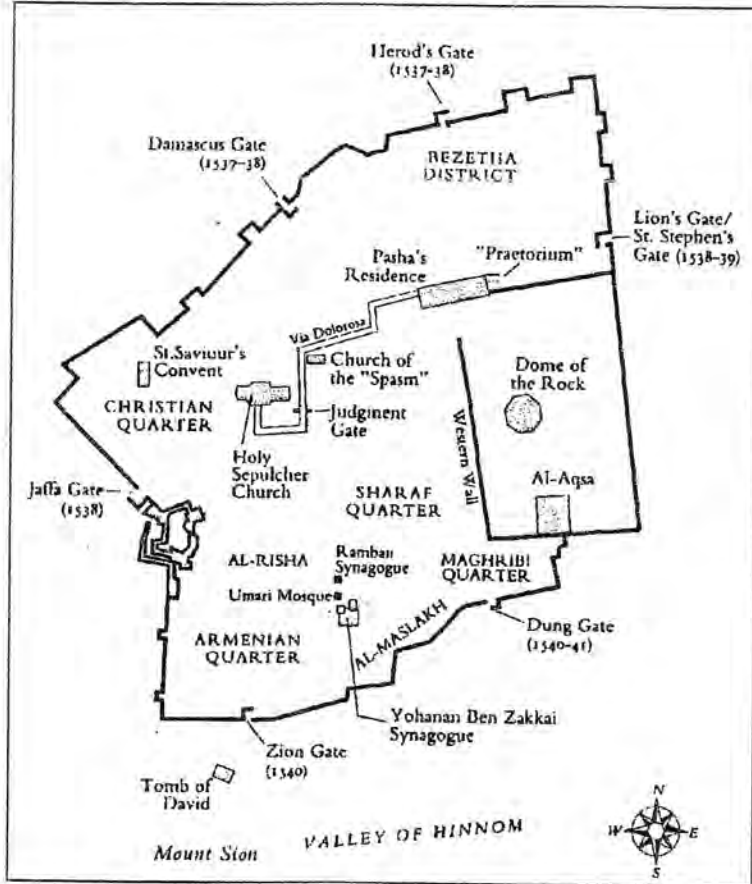 Herod's Gate
(1537-38)
Damascus Gate
(1537-38)
BEZETHA
DISTRICT
Lion's Gate/
St. Stephen's
Gate (1538-39)
Pasha's
Residence
"Praetorium"
Via Dolorosa
St.Saviour's
Convent
Church of
the "Spasm"
Dome of
the Rock
CHRISTIAN
QUARTER
Judgment
Gate
Western Wall
Holy
Sepulcher
Church
Jaffa Gate
(1538)
SHARAF
QUARTER
Al-Aqsa
AL-RISHA
Ramban
Synagogue
MAGHRIBI
QUARTER
Umari Mosque
ARMENIAN
QUARTER
AL-MASLAKH
Dung Gate
(1540-41)
Yohanan Ben Zakkai
Synagogue
Zion Gate
(1540)
Tomb of
David
Mount Sion
VALLEY OF HINNOM
N
W
E
S